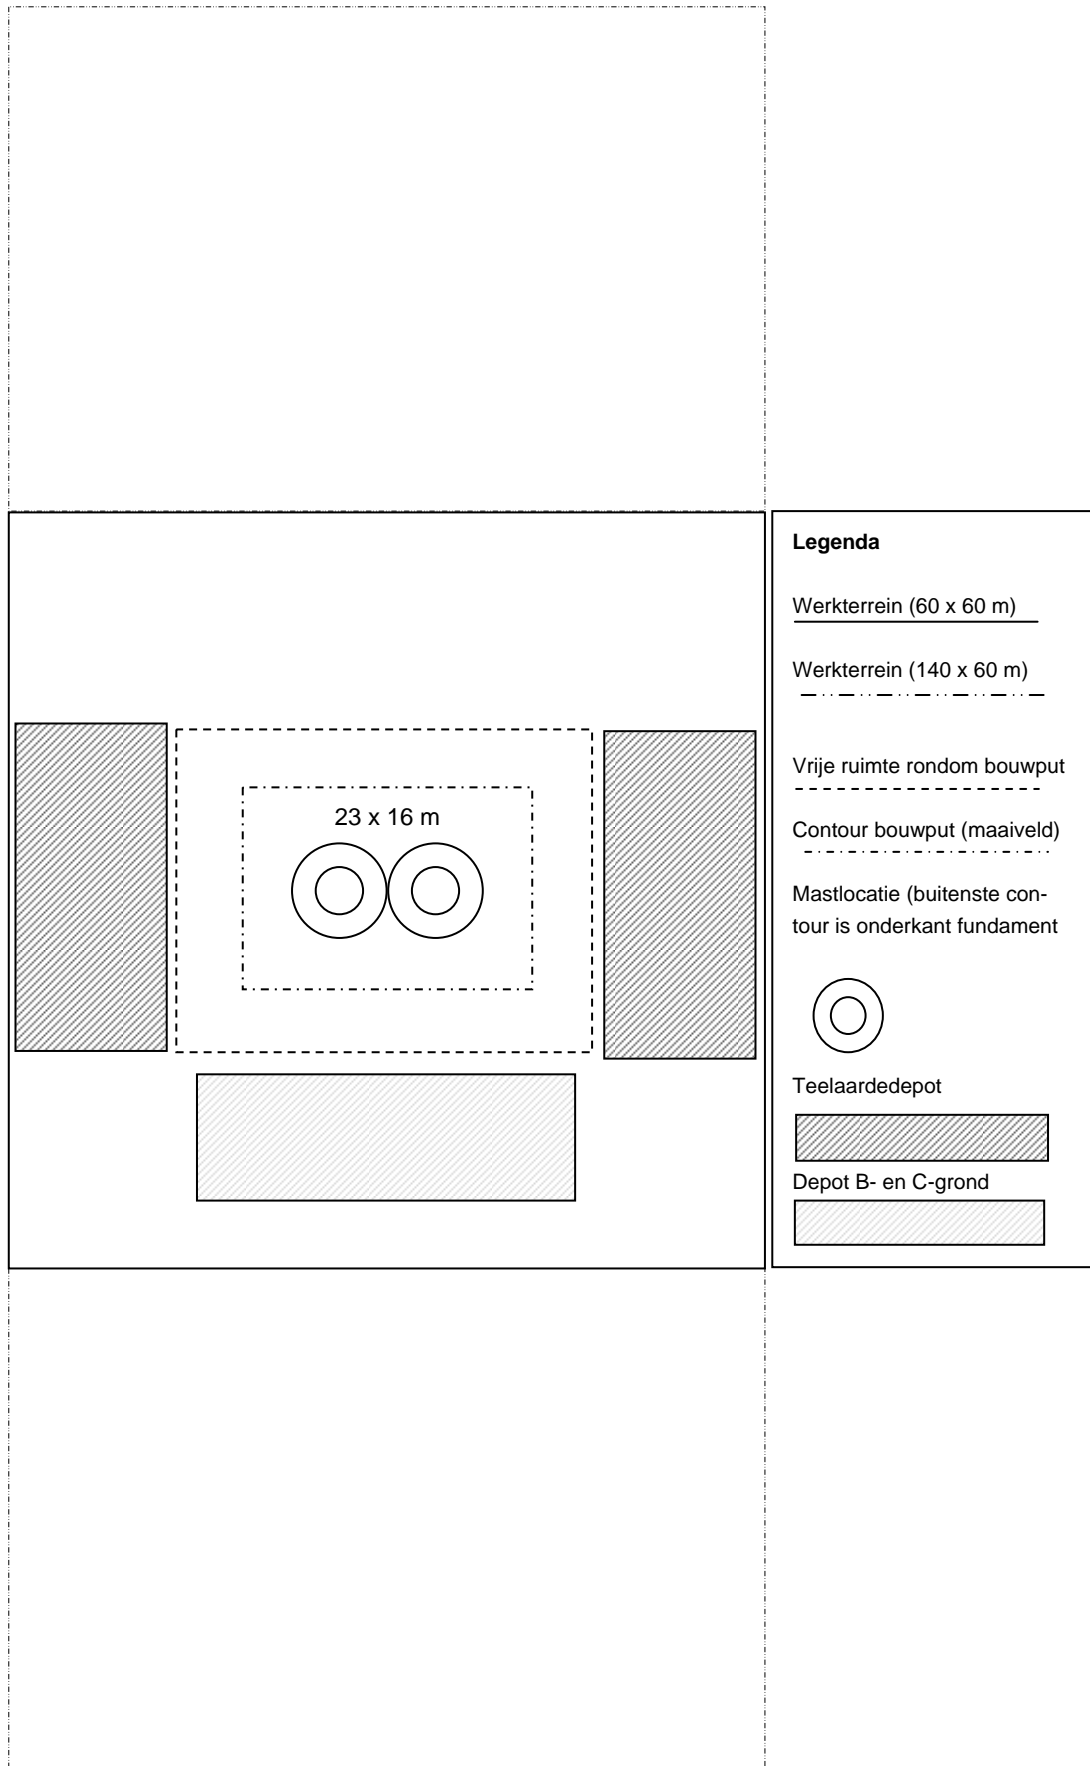 Legenda
Werkterrein (60 x 60 m)
Werkterrein (140 x 60 m)
Vrije ruimte rondom bouwput
23 x 16 m
Contour bouwput (maaiveld)
Mastlocatie (buitenste con-
tour is onderkant fundament
Teelaardedepot
Depot B- en C-grond